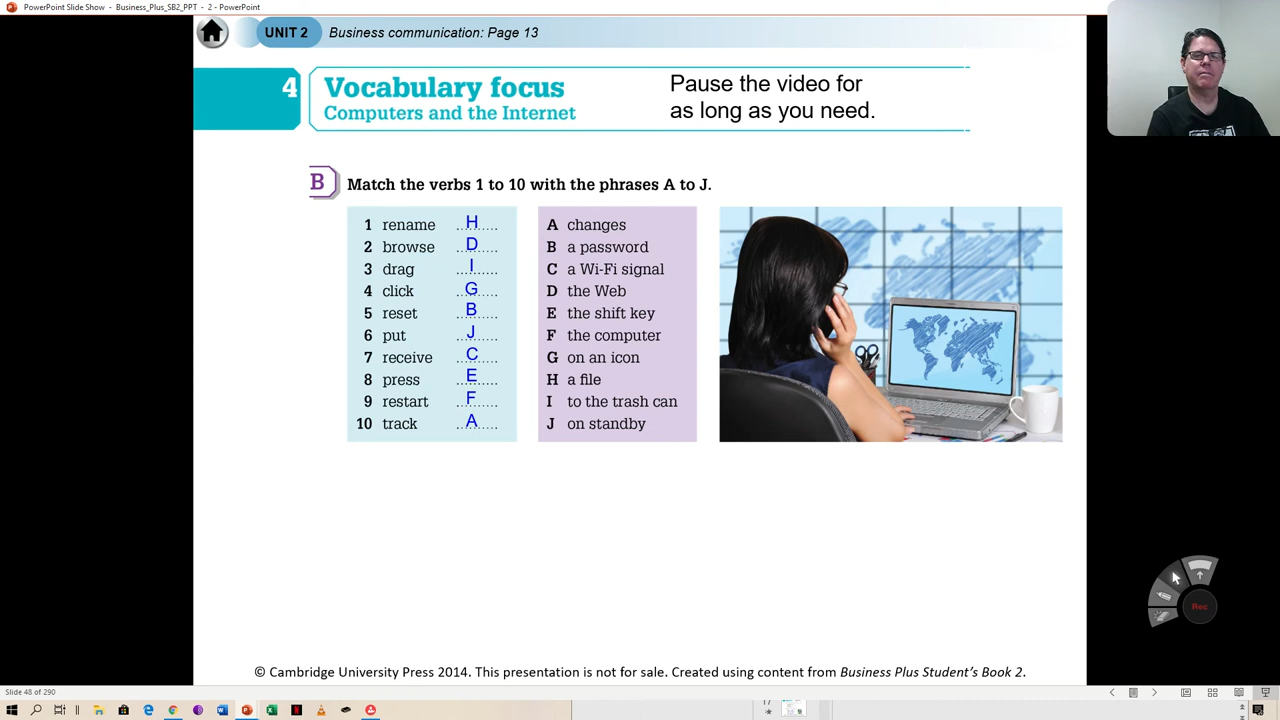 PowerPoint Slide Show - Business_Plus_SB2_PPT - 2 - PowerPoint
UNIT 2 Business communication: Page 13
4 Vocabulary focus
Computers and the Internet
Pause the video for
as long as you need.
B Match the verbs 1 to 10 with the phrases A to J.
1 rename ...H...... A changes
2 browse ...D...... B a password
3 drag ...I...... C a Wi-Fi signal
4 click ...G...... D the Web
5 reset ...B...... E the shift key
6 put ...J...... F the computer
7 receive ...C...... G on an icon
8 press ...E...... H a file
9 restart ...F...... I to the trash can
10 track ...A...... J on standby
Rec
© Cambridge University Press 2014. This presentation is not for sale. Created using content from Business Plus Student's Book 2.
Slide 48 of 290
17